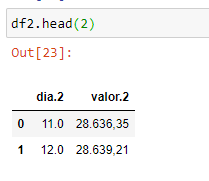 df2.head(2)
Out[23]:
dia.2 valor.2
0 11.0 28.636,35
1 12.0 28.639,21